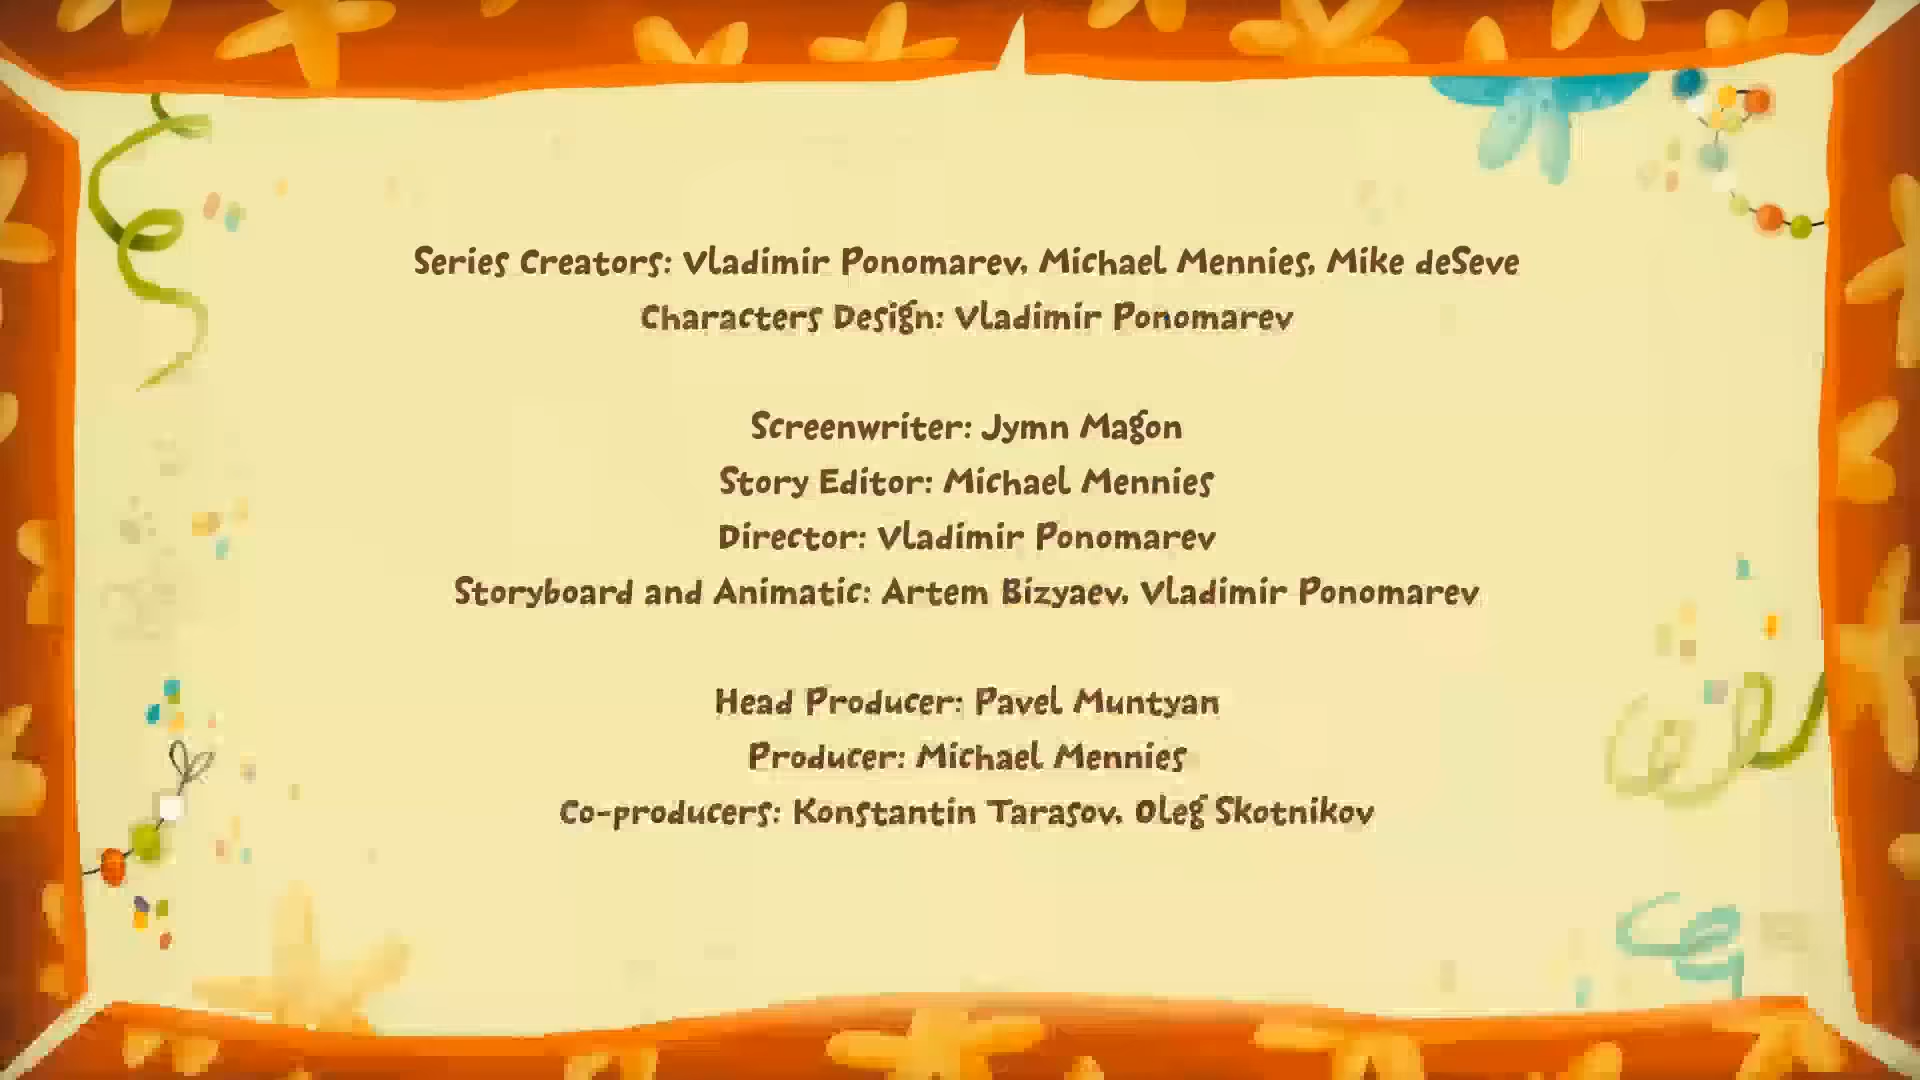 Series Creators: Vladimir Ponomarev, Michael Mennies, Mike deSeve
Characters Design: Vladimir Ponomarev
Screenwriter: Jymn Magon
Story Editor: Michael Mennies
Director: Vladimir Ponomarev
Storyboard and Animatic: Artem Bizyaev, Vladimir Ponomarev
Head Producer: Pavel Muntyan
Producer: Michael Mennies
Co-producers: Konstantin Tarasov, Oleg Skotnikov